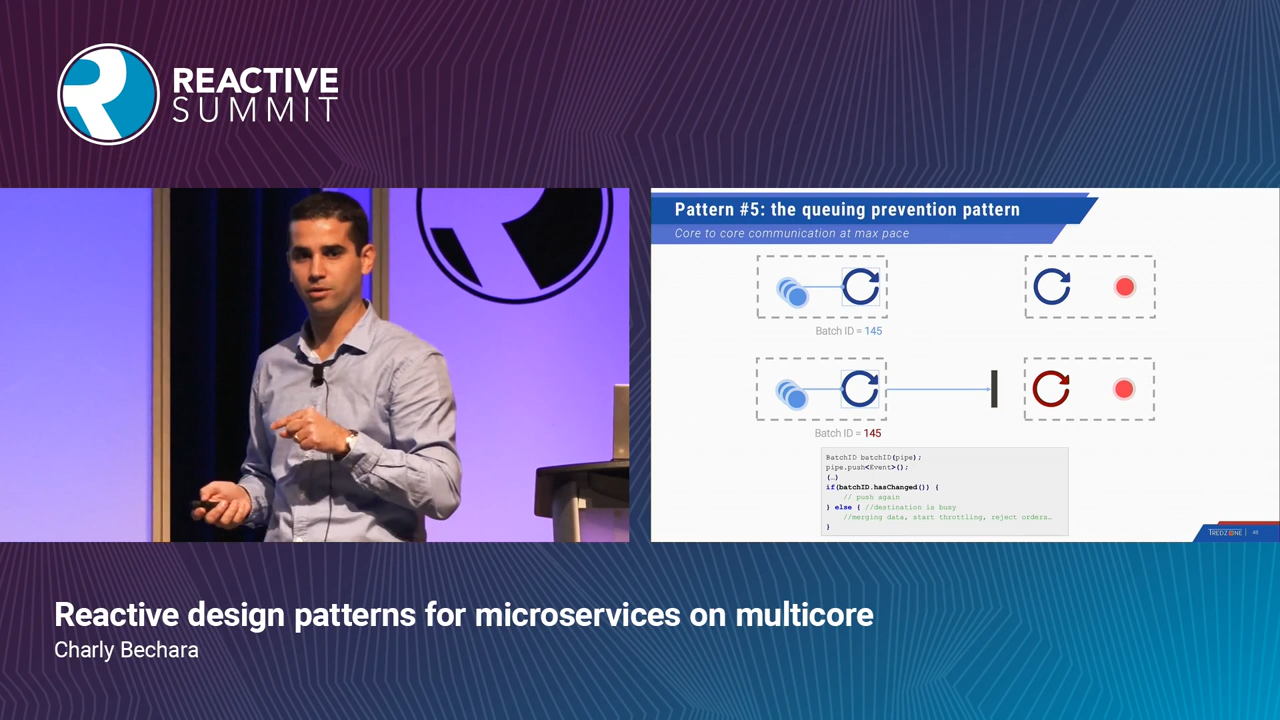 REACTIVE
SUMMIT
Pattern #5: the queuing prevention pattern
Core to core communication at max pace
Batch ID = 145
Batch ID = 145
BatchID batchID(pipe);
pipe.push<Event>();
(…)
if(batchID.hasChanged()) {
// push again
} else { //destination is busy
//merging data, start throttling, reject orders…
}
TREDZONE | 48
Reactive design patterns for microservices on multicore
Charly Bechara